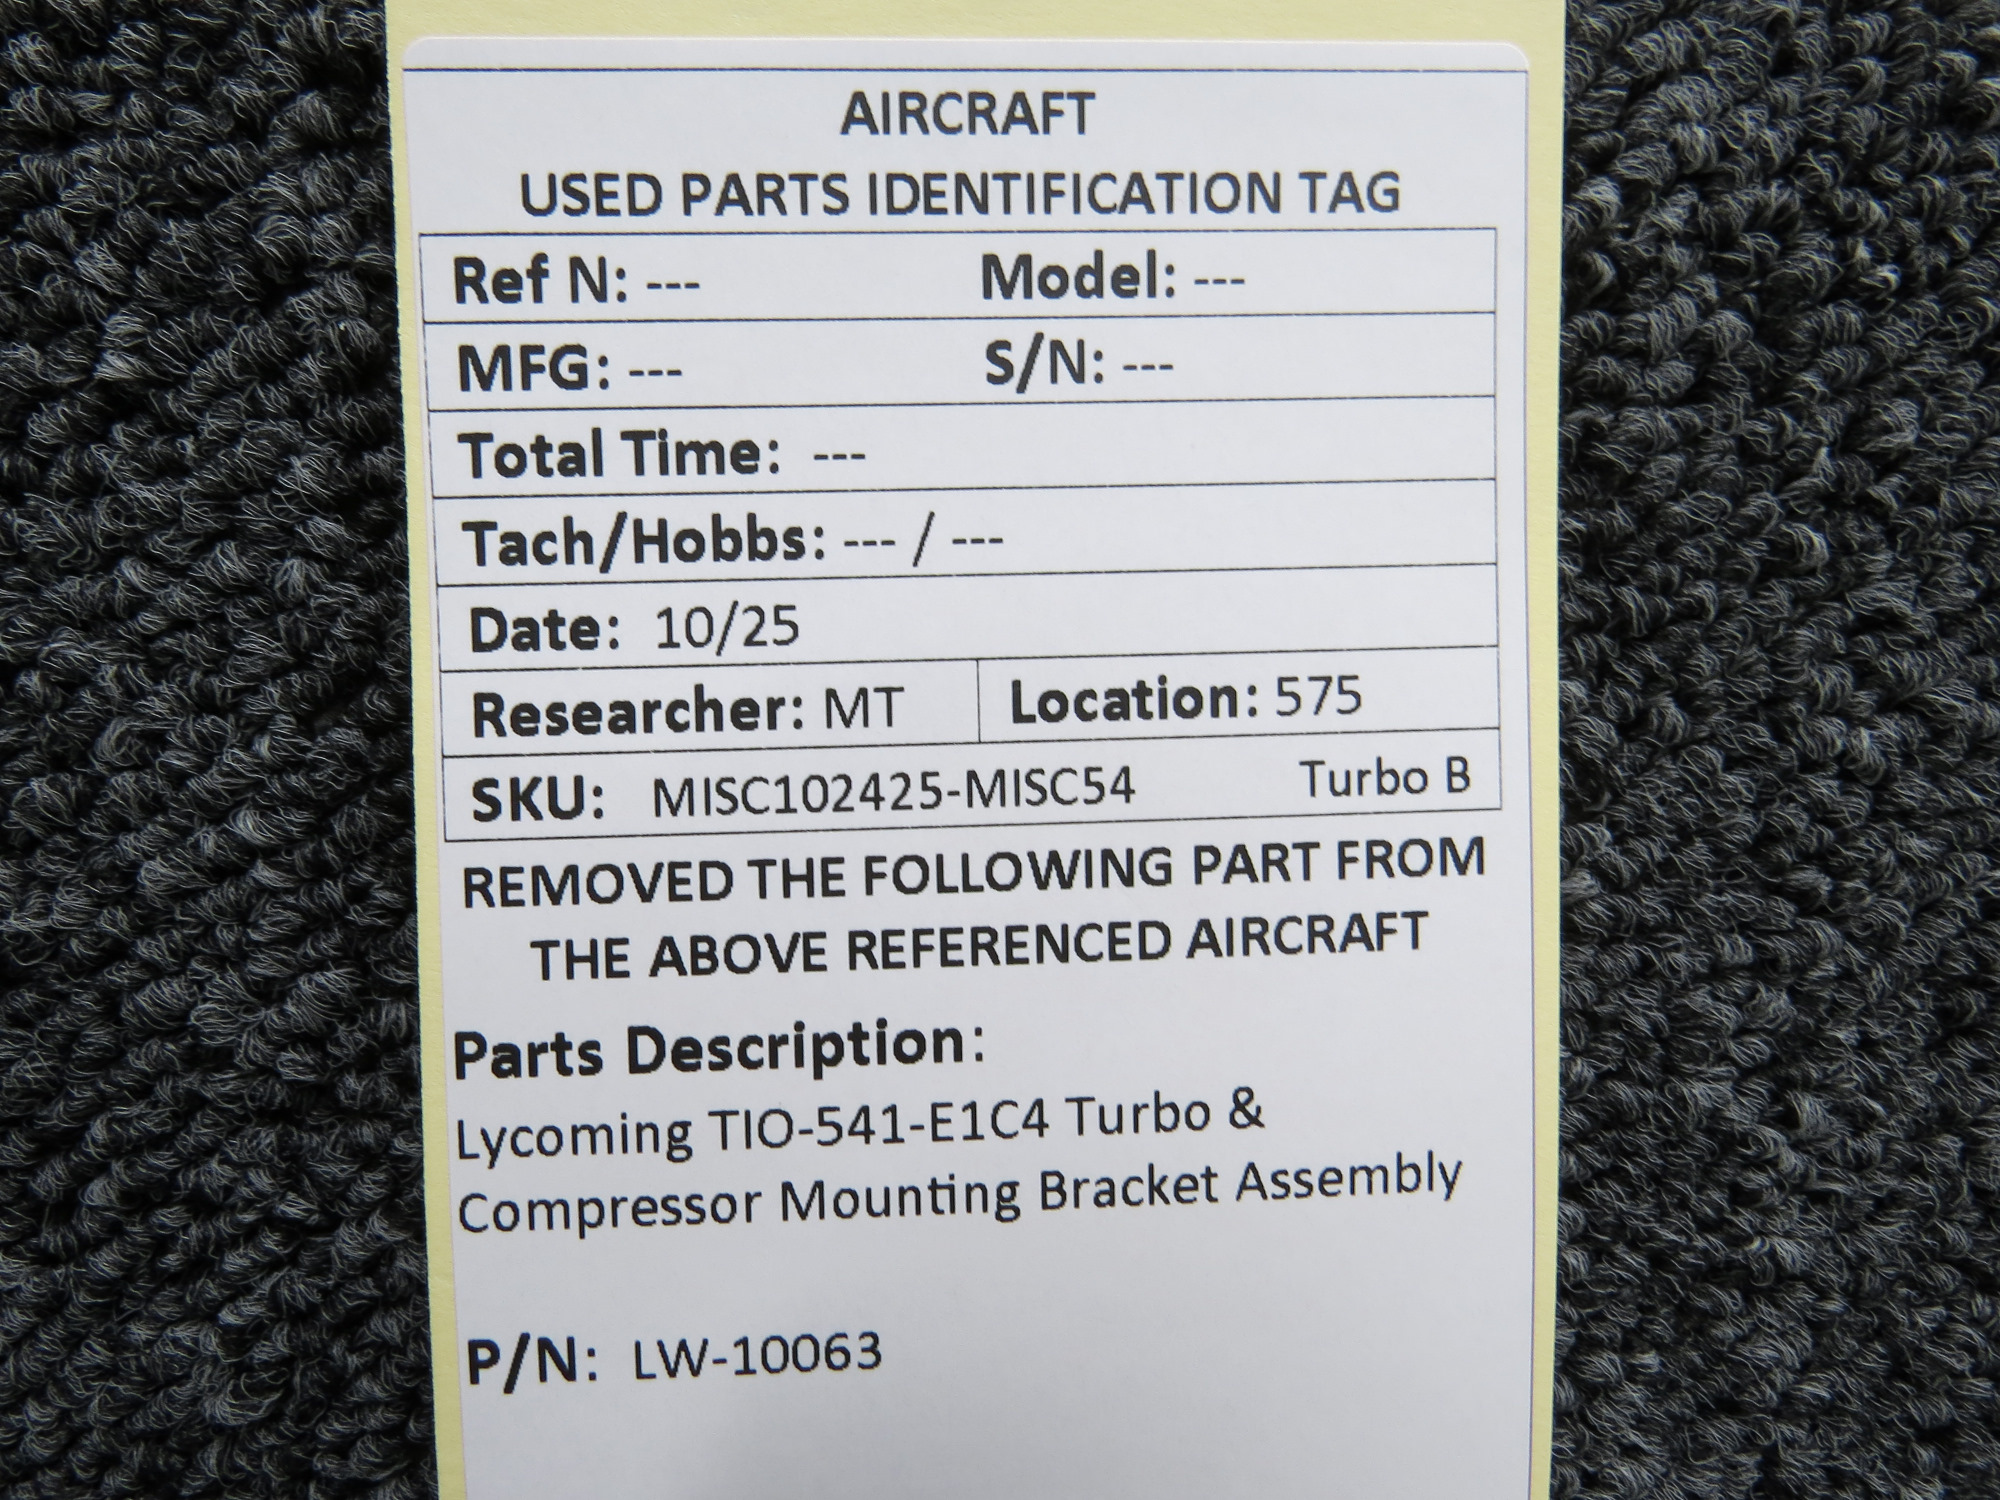 AIRCRAFT
USED PARTS IDENTIFICATION TAG
Ref N: --- Model: ---
MFG: --- S/N: ---
Total Time: ---
Tach/Hobbs: --- / ---
Date: 10/25
Researcher: MT Location: 575
SKU: MISC102425-MISC54 Turbo B
REMOVED THE FOLLOWING PART FROM
THE ABOVE REFERENCED AIRCRAFT
Parts Description:
Lycoming TIO-541-E1C4 Turbo &
Compressor Mounting Bracket Assembly
P/N: LW-10063